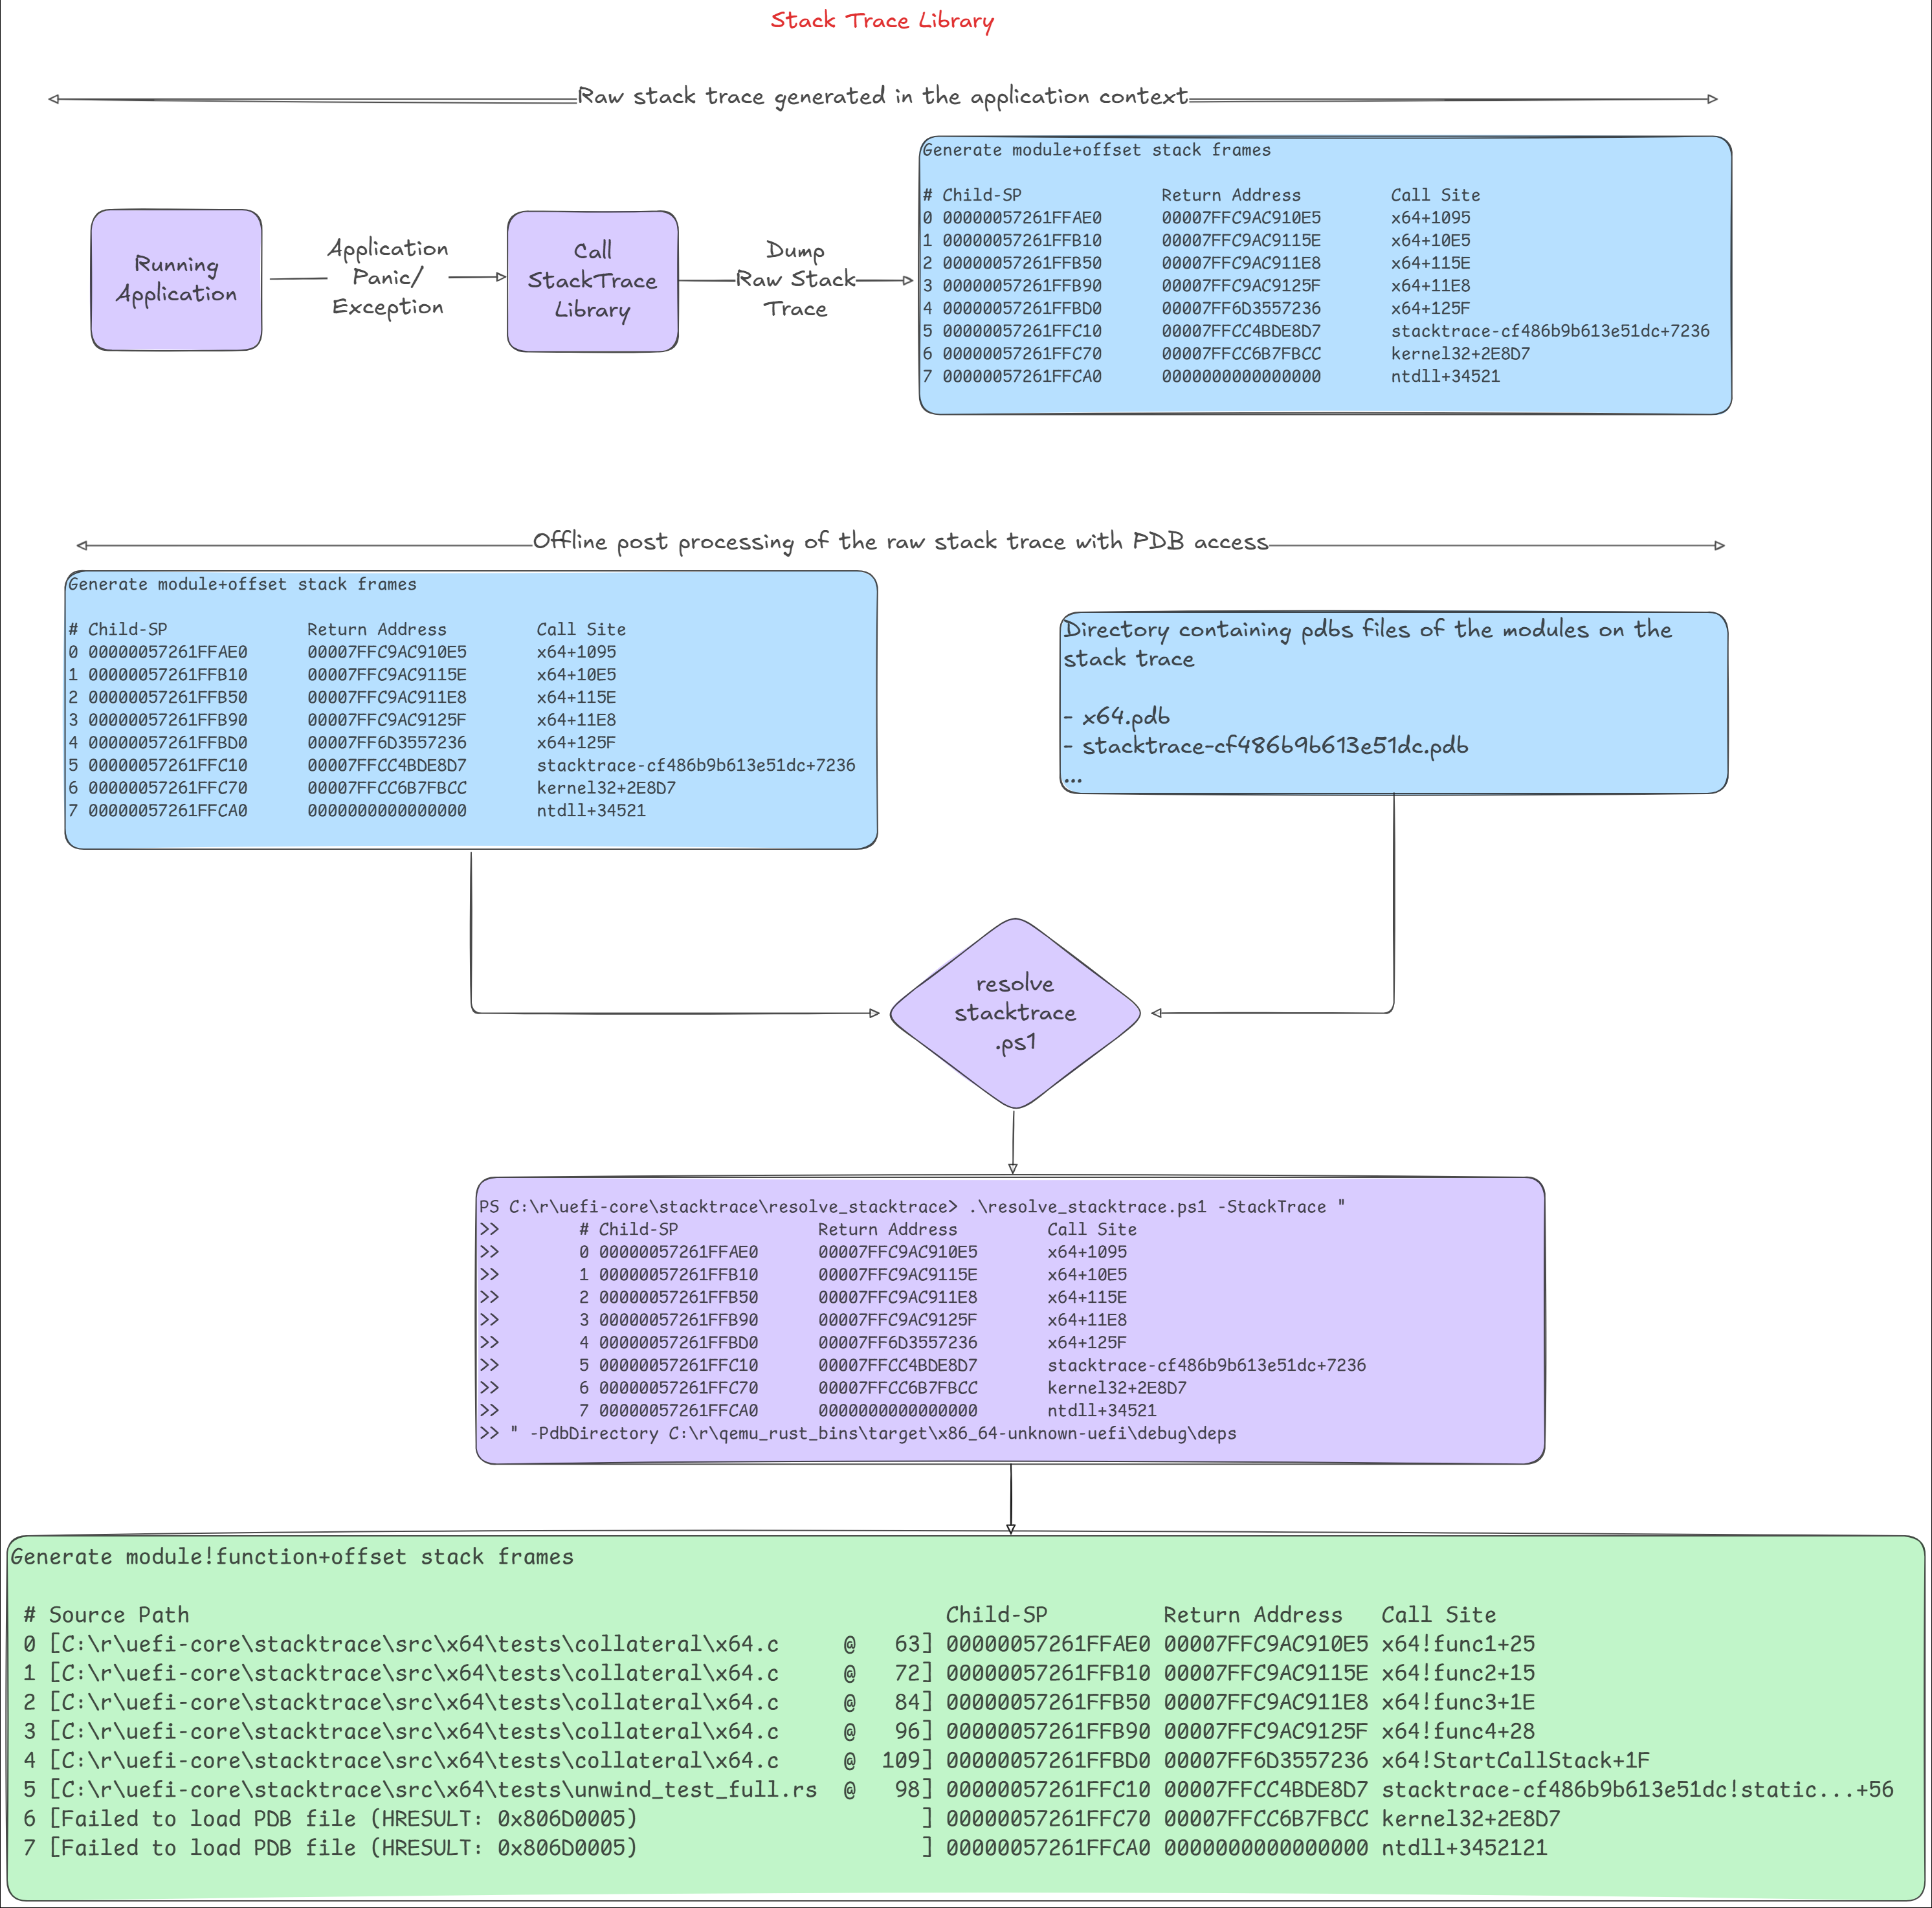 Stack Trace Library
Raw stack trace generated in the application context
Running
Application
Application
Panic/
Exception
Call
StackTrace
Library
Dump
Raw Stack
Trace
Generate module+offset stack frames
# Child-SP Return Address Call Site
0 00000057261FFAE0 00007FFC9AC910E5 x64+1095
1 00000057261FFB10 00007FFC9AC9115E x64+10E5
2 00000057261FFB50 00007FFC9AC911E8 x64+115E
3 00000057261FFB90 00007FFC9AC9125F x64+11E8
4 00000057261FFBD0 00007FF6D3557236 x64+125F
5 00000057261FFC10 00007FFCC4BDE8D7 stacktrace-cf486b9b613e51dc+7236
6 00000057261FFC70 00007FFCC6B7FBCC kernel32+2E8D7
7 00000057261FFCA0 0000000000000000 ntdll+34521
Offline post processing of the raw stack trace with PDB access
Generate module+offset stack frames
# Child-SP Return Address Call Site
0 00000057261FFAE0 00007FFC9AC910E5 x64+1095
1 00000057261FFB10 00007FFC9AC9115E x64+10E5
2 00000057261FFB50 00007FFC9AC911E8 x64+115E
3 00000057261FFB90 00007FFC9AC9125F x64+11E8
4 00000057261FFBD0 00007FF6D3557236 x64+125F
5 00000057261FFC10 00007FFCC4BDE8D7 stacktrace-cf486b9b613e51dc+7236
6 00000057261FFC70 00007FFCC6B7FBCC kernel32+2E8D7
7 00000057261FFCA0 0000000000000000 ntdll+34521
Directory containing pdbs files of the modules on the
stack trace
- x64.pdb
- stacktrace-cf486b9b613e51dc.pdb
...
resolve
stacktrace
.ps1
PS C:\r\uefi-core\stacktrace\resolve_stacktrace> .\resolve_stacktrace.ps1 -StackTrace "
>> # Child-SP Return Address Call Site
>> 0 00000057261FFAE0 00007FFC9AC910E5 x64+1095
>> 1 00000057261FFB10 00007FFC9AC9115E x64+10E5
>> 2 00000057261FFB50 00007FFC9AC911E8 x64+115E
>> 3 00000057261FFB90 00007FFC9AC9125F x64+11E8
>> 4 00000057261FFBD0 00007FF6D3557236 x64+125F
>> 5 00000057261FFC10 00007FFCC4BDE8D7 stacktrace-cf486b9b613e51dc+7236
>> 6 00000057261FFC70 00007FFCC6B7FBCC kernel32+2E8D7
>> 7 00000057261FFCA0 0000000000000000 ntdll+34521
>> " -PdbDirectory C:\r\qemu_rust_bins\target\x86_64-unknown-uefi\debug\deps
Generate module!function+offset stack frames
# Source Path Child-SP Return Address Call Site
0 [C:\r\uefi-core\stacktrace\src\x64\tests\collateral\x64.c @ 63] 00000057261FFAE0 00007FFC9AC910E5 x64!func1+25
1 [C:\r\uefi-core\stacktrace\src\x64\tests\collateral\x64.c @ 72] 00000057261FFB10 00007FFC9AC9115E x64!func2+15
2 [C:\r\uefi-core\stacktrace\src\x64\tests\collateral\x64.c @ 84] 00000057261FFB50 00007FFC9AC911E8 x64!func3+1E
3 [C:\r\uefi-core\stacktrace\src\x64\tests\collateral\x64.c @ 96] 00000057261FFB90 00007FFC9AC9125F x64!func4+28
4 [C:\r\uefi-core\stacktrace\src\x64\tests\collateral\x64.c @ 109] 00000057261FFBD0 00007FF6D3557236 x64!StartCallStack+1F
5 [C:\r\uefi-core\stacktrace\src\x64\tests\unwind_test_full.rs @ 98] 00000057261FFC10 00007FFCC4BDE8D7 stacktrace-cf486b9b613e51dc!static...+56
6 [Failed to load PDB file (HRESULT: 0x806D0005) ] 00000057261FFC70 00007FFCC6B7FBCC kernel32+2E8D7
7 [Failed to load PDB file (HRESULT: 0x806D0005) ] 00000057261FFCA0 0000000000000000 ntdll+3452121